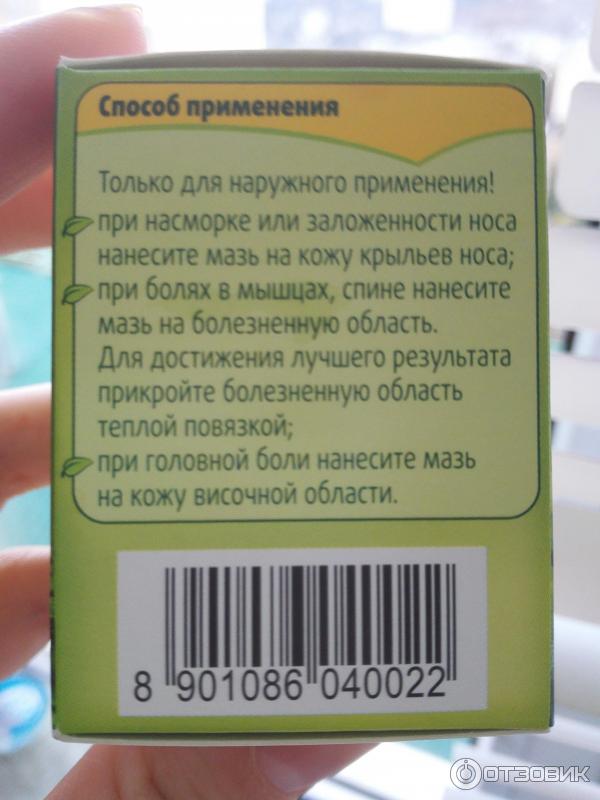 Способ применения
Только для наружного применения!
при насморке или заложенности носа
нанесите мазь на кожу крыльев носа;
при болях в мышцах, спине нанесите
мазь на болезненную область.
Для достижения лучшего результата
прикройте болезненную область
теплой повязкой;
при головной боли нанесите мазь
на кожу височной области.
8 901086 040022
ОТЗОВИК